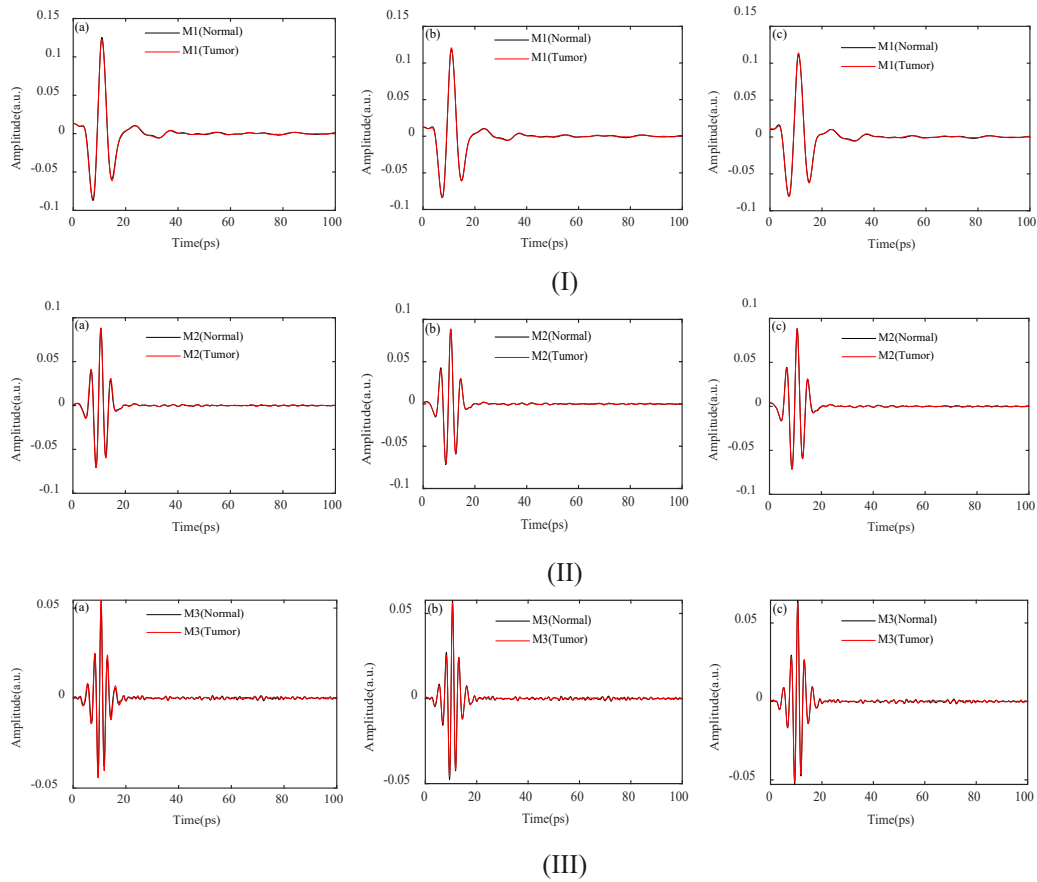 (a)
M1(Normal)
M1(Tumor)
0.15
0.1
0.05
0
-0.05
-0.1
Amplitude(a.u.)
0 20 40 60 80 100
Time(ps)
(b)
M1(Normal)
M1(Tumor)
0.15
0.1
0.05
0
-0.05
-0.1
Amplitude(a.u.)
0 20 40 60 80 100
Time(ps)
(c)
M1(Normal)
M1(Tumor)
0.15
0.1
0.05
0
-0.05
-0.1
Amplitude(a.u.)
0 20 40 60 80 100
Time(ps)
(I)
(a)
M2(Normal)
M2(Tumor)
0.1
0.05
0
-0.05
-0.1
Amplitude(a.u.)
0 20 40 60 80 100
Time(ps)
(b)
M2(Normal)
M2(Tumor)
0.1
0.05
0
-0.05
-0.1
Amplitude(a.u.)
0 20 40 60 80 100
Time(ps)
(c)
M2(Normal)
M2(Tumor)
0.1
0.05
0
-0.05
-0.1
Amplitude(a.u.)
0 20 40 60 80 100
Time(ps)
(II)
(a)
M3(Normal)
M3(Tumor)
0.05
0
-0.05
Amplitude(a.u.)
0 20 40 60 80 100
Time(ps)
(b)
M3(Normal)
M3(Tumor)
0.05
0
-0.05
Amplitude(a.u.)
0 20 40 60 80 100
Time(ps)
(c)
M3(Normal)
M3(Tumor)
0.05
0
-0.05
Amplitude(a.u.)
0 20 40 60 80 100
Time(ps)
(III)